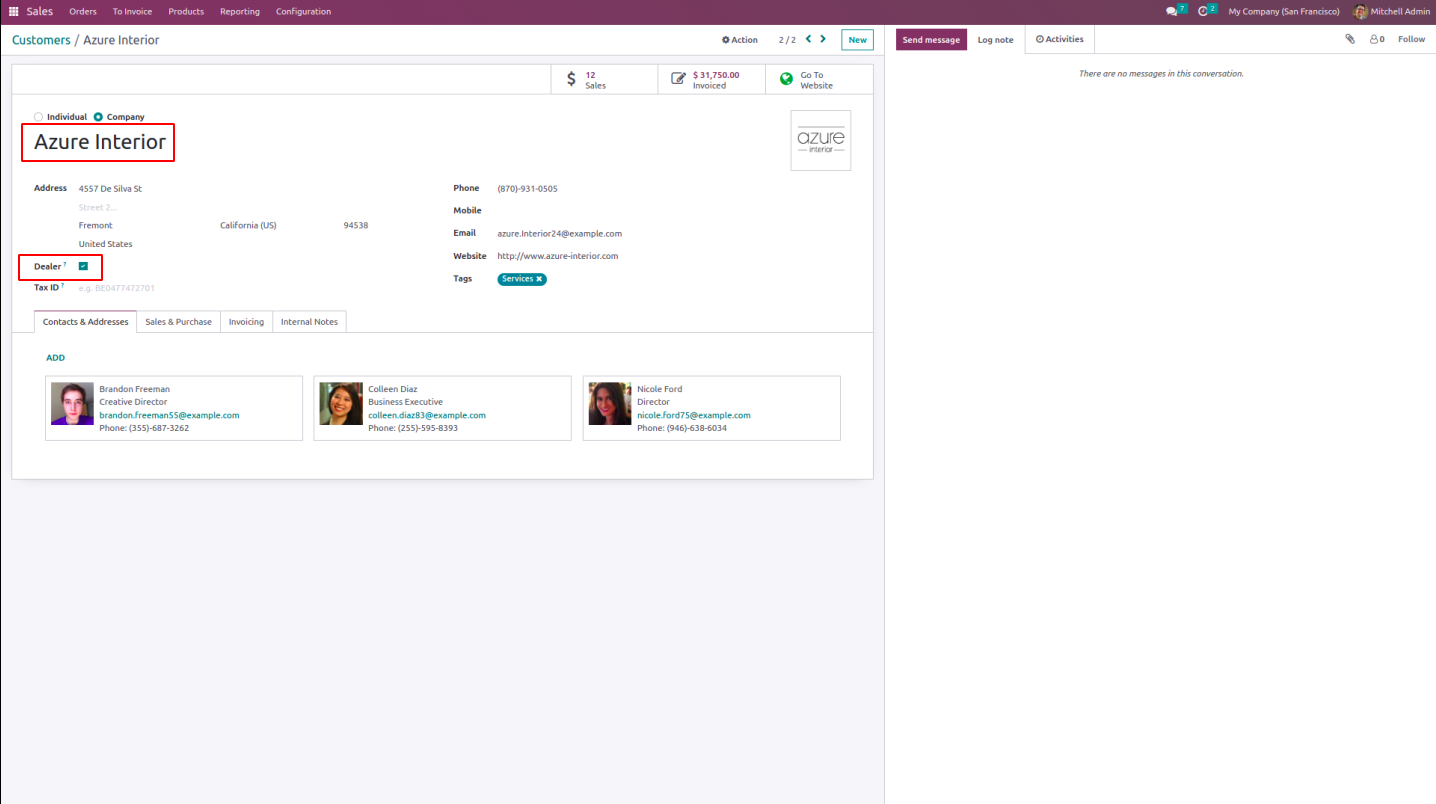 Sales Orders To Invoice Products Reporting Configuration 7 2 My Company (San Francisco) Mitchell Admin
Customers / Azure Interior Action 2 / 2 New
Send message Log note Activities 0 Follow
There are no messages in this conversation.
12
Sales
$ 31,750.00
Invoiced
Go To
Website
Individual Company
Azure Interior
azure
interior
Address 4557 De Silva St
Street 2...
Fremont California (US) 94538
United States
Dealer ?
Tax ID ? e.g. BE0477472701
Phone (870)-931-0505
Mobile
Email azure.Interior24@example.com
Website http://www.azure-interior.com
Tags Services ✖
Contacts & Addresses Sales & Purchase Invoicing Internal Notes
ADD
Brandon Freeman
Creative Director
brandon.freeman55@example.com
Phone: (355)-687-3262
Colleen Diaz
Business Executive
colleen.diaz83@example.com
Phone: (255)-595-8393
Nicole Ford
Director
nicole.ford75@example.com
Phone: (946)-638-6034